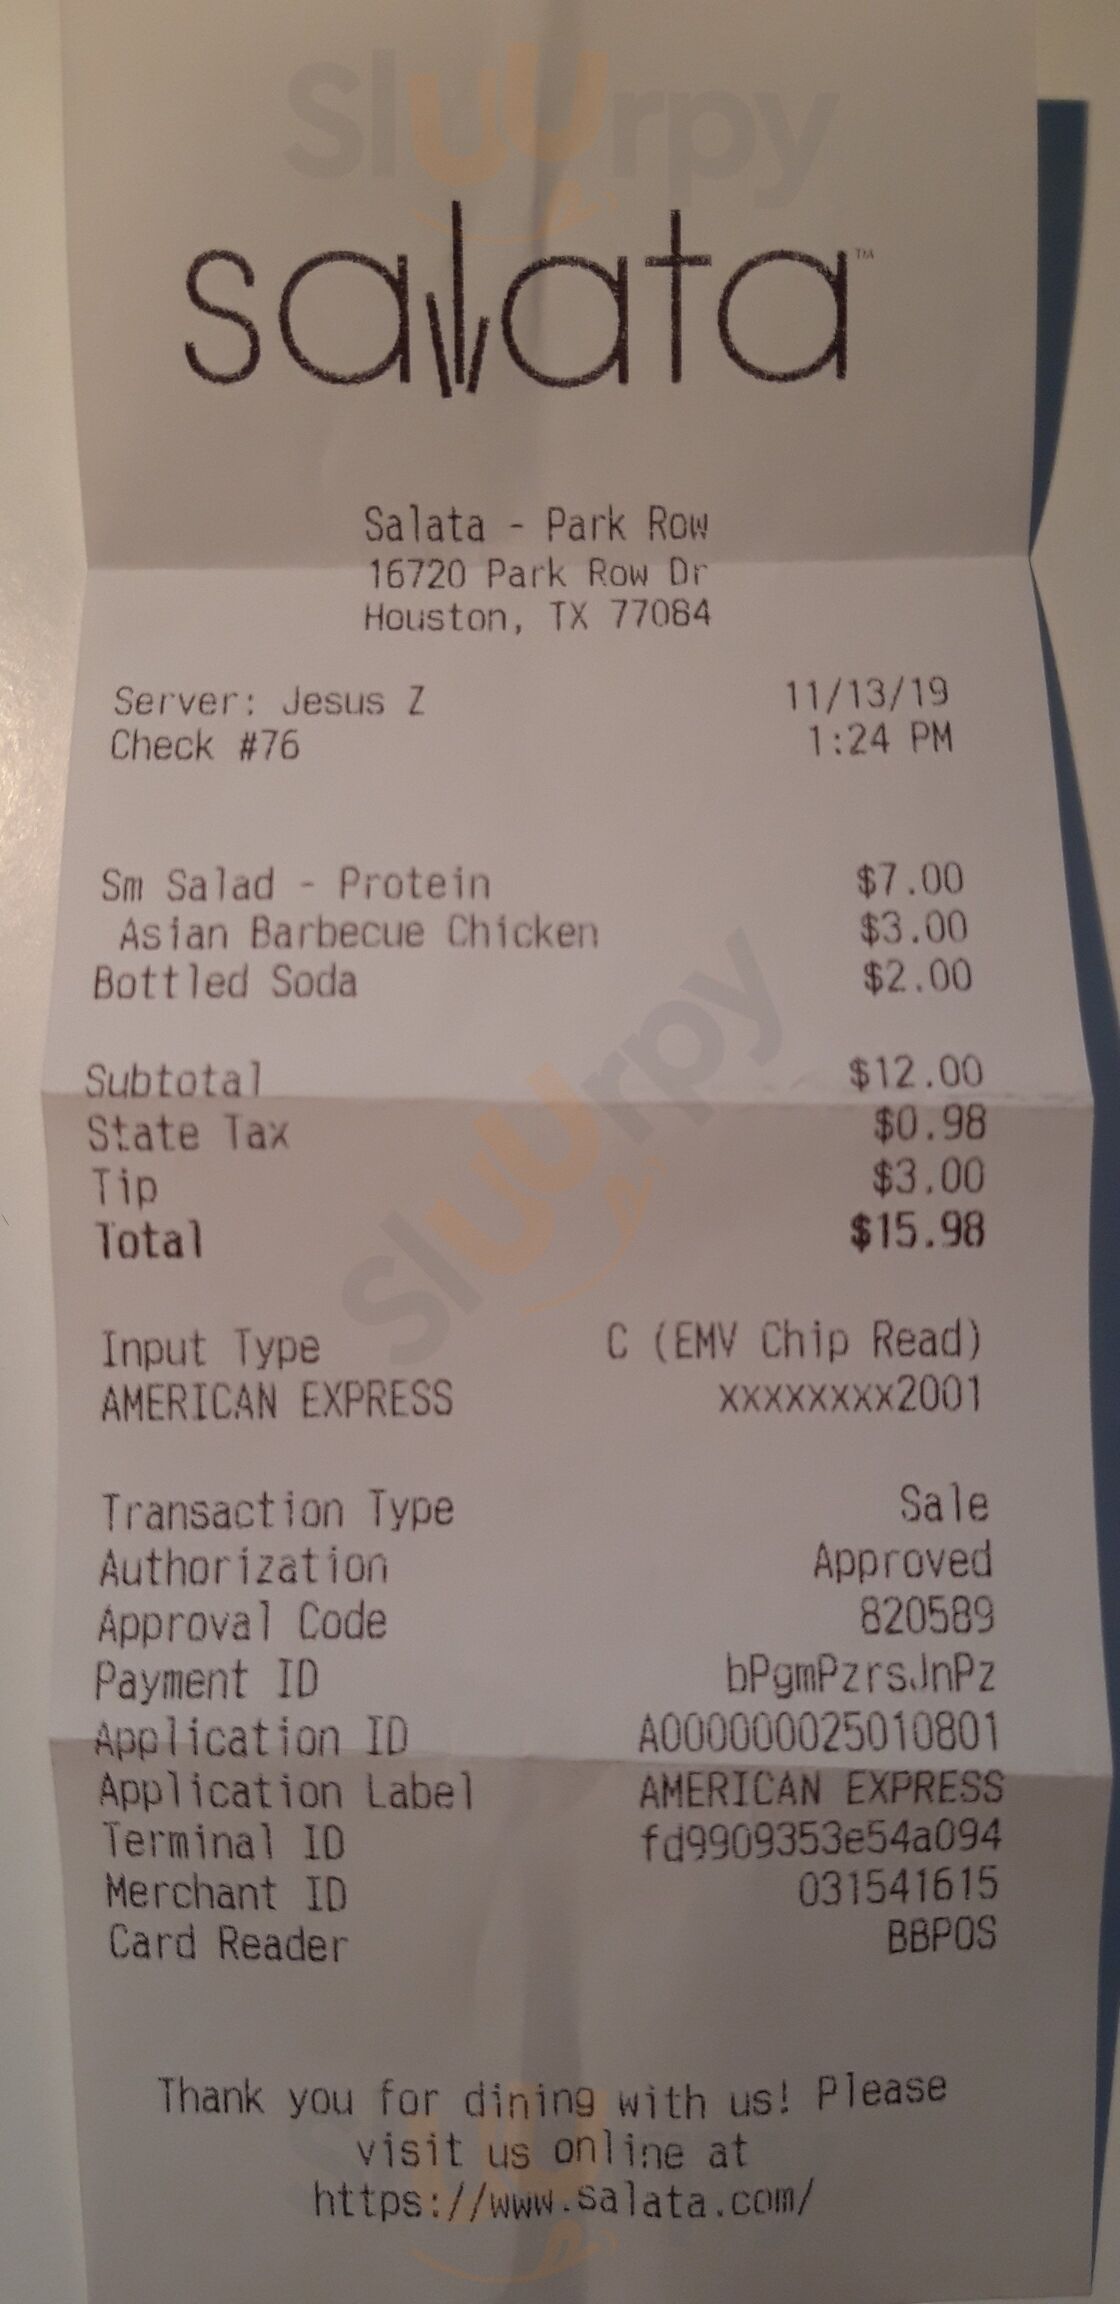 Sluurpy
salata™
Salata - Park Row
16720 Park Row Dr
Houston, TX 77084
Server: Jesus Z 11/13/19
Check #76 1:24 PM
Sm Salad - Protein $7.00
Asian Barbecue Chicken $3.00
Bottled Soda $2.00
Sluurpy
Subtotal $12.00
State Tax $0.98
Tip $3.00
Total $15.98
Input Type C (EMV Chip Read)
AMERICAN EXPRESS xxxxxxxx2001
Transaction Type Sale
Authorization Approved
Approval Code 820589
Payment ID bPgmPzrsJnPz
Application ID A000000025010801
Application Label AMERICAN EXPRESS
Terminal ID fd9909353e54a094
Merchant ID 031541615
Card Reader BBPOS
Thank you for dining with us! Please
visit us online at
https://www.salata.com/